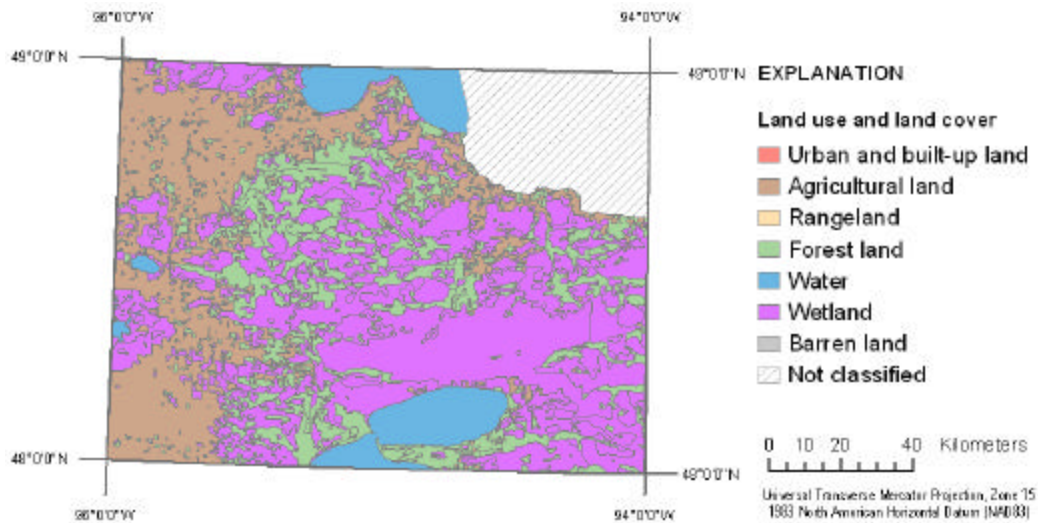 96°0'0"W
94°0'0"W
49°0'0"N
49°0'0"N
EXPLANATION
Land use and land cover
Urban and built-up land
Agricultural land
Rangeland
Forest land
Water
Wetland
Barren land
Not classified
0 10 20 40 Kilometers
48°0'0"N
48°0'0"N
Universal Transverse Mercator Projection, Zone 15
1983 North American Horizontal Datum (NAD83)
96°0'0"W
94°0'0"W